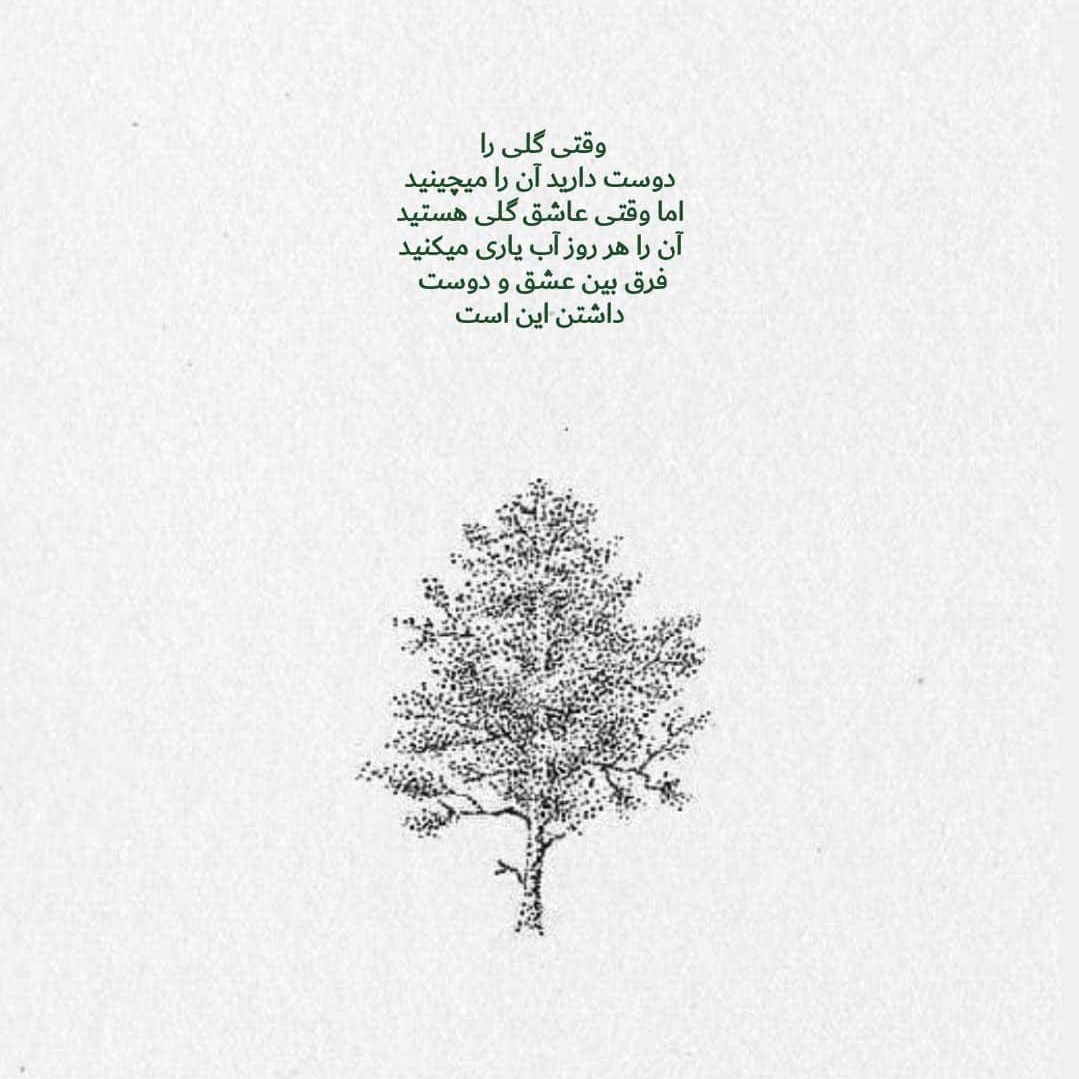 وقتی گلی را
دوست دارید آن را میچینید
اما وقتی عاشق گلی هستید
آن را هر روز آب یاری میکنید
فرق بین عشق و دوست
داشتن این است